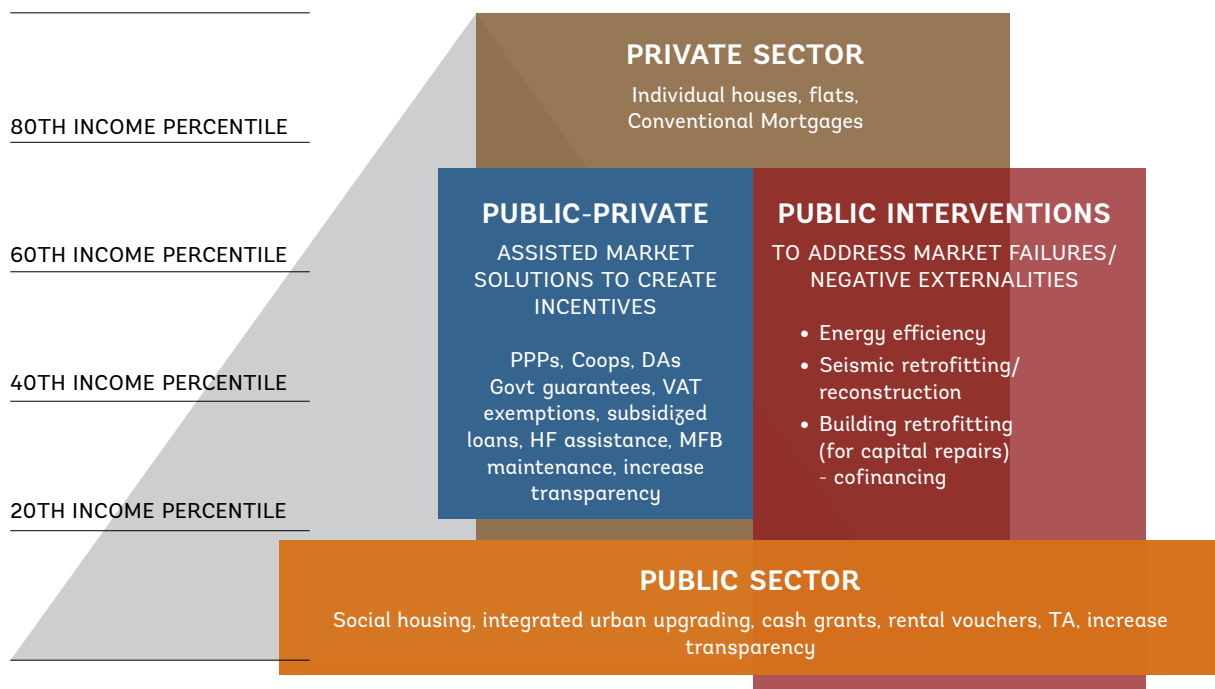 PRIVATE SECTOR
Individual houses, flats,
Conventional Mortgages
80TH INCOME PERCENTILE
60TH INCOME PERCENTILE
40TH INCOME PERCENTILE
20TH INCOME PERCENTILE
PUBLIC-PRIVATE
ASSISTED MARKET
SOLUTIONS TO CREATE
INCENTIVES
PPPs, Coops, DAs
Govt guarantees, VAT
exemptions, subsidized
loans, HF assistance, MFB
maintenance, increase
transparency
PUBLIC INTERVENTIONS
TO ADDRESS MARKET FAILURES/
NEGATIVE EXTERNALITIES
• Energy efficiency
• Seismic retrofitting/
reconstruction
• Building retrofitting
(for capital repairs)
- cofinancing
PUBLIC SECTOR
Social housing, integrated urban upgrading, cash grants, rental vouchers, TA, increase
transparency